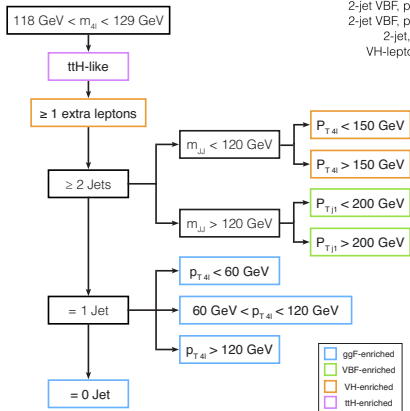 2-jet VBF, p
2-jet VBF, p
2-jet,
VH-lepto
118 GeV < m4l < 129 GeV
ttH-like
≥ 1 extra leptons
≥ 2 Jets
mJJ < 120 GeV
PT 4l < 150 GeV
PT 4l > 150 GeV
mJJ > 120 GeV
PT j1 < 200 GeV
PT j1 > 200 GeV
= 1 Jet
pT 4l < 60 GeV
60 GeV < pT 4l < 120 GeV
pT 4l > 120 GeV
= 0 Jet
ggF-enriched
VBF-enriched
VH-enriched
ttH-enriched